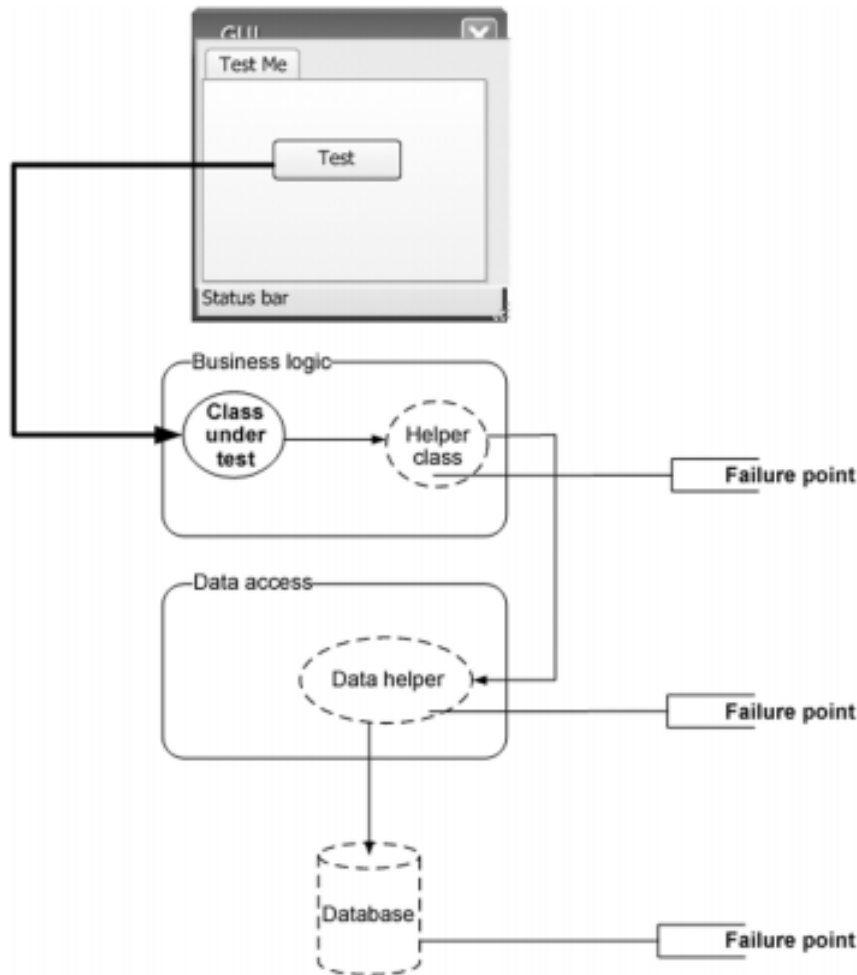 GUI
Test Me
Test
Status bar
Business logic
Class
under
test
Helper
class
Failure point
Data access
Data helper
Failure point
Database
Failure point